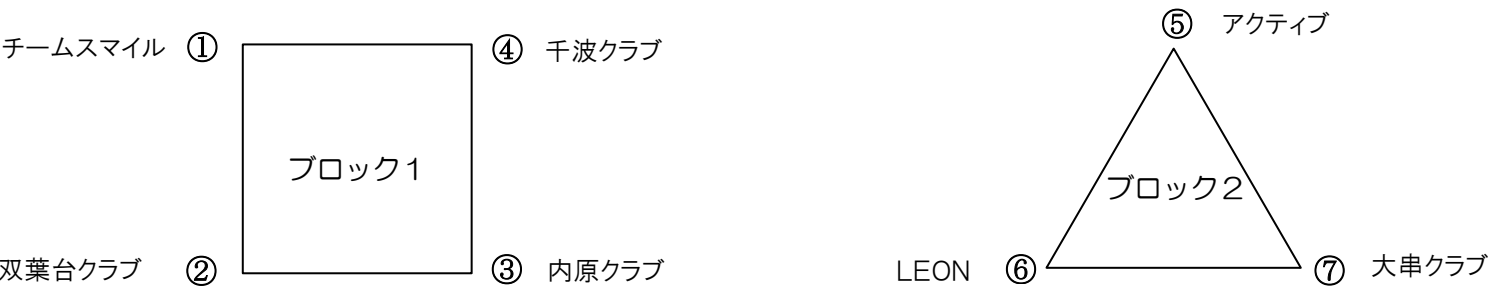 ⑤ アクティブ
チームスマイル ① ④ 千波クラブ
ブロック1
ブロック2
双葉台クラブ ② ③ 内原クラブ
LEON ⑥ ⑦ 大串クラブ